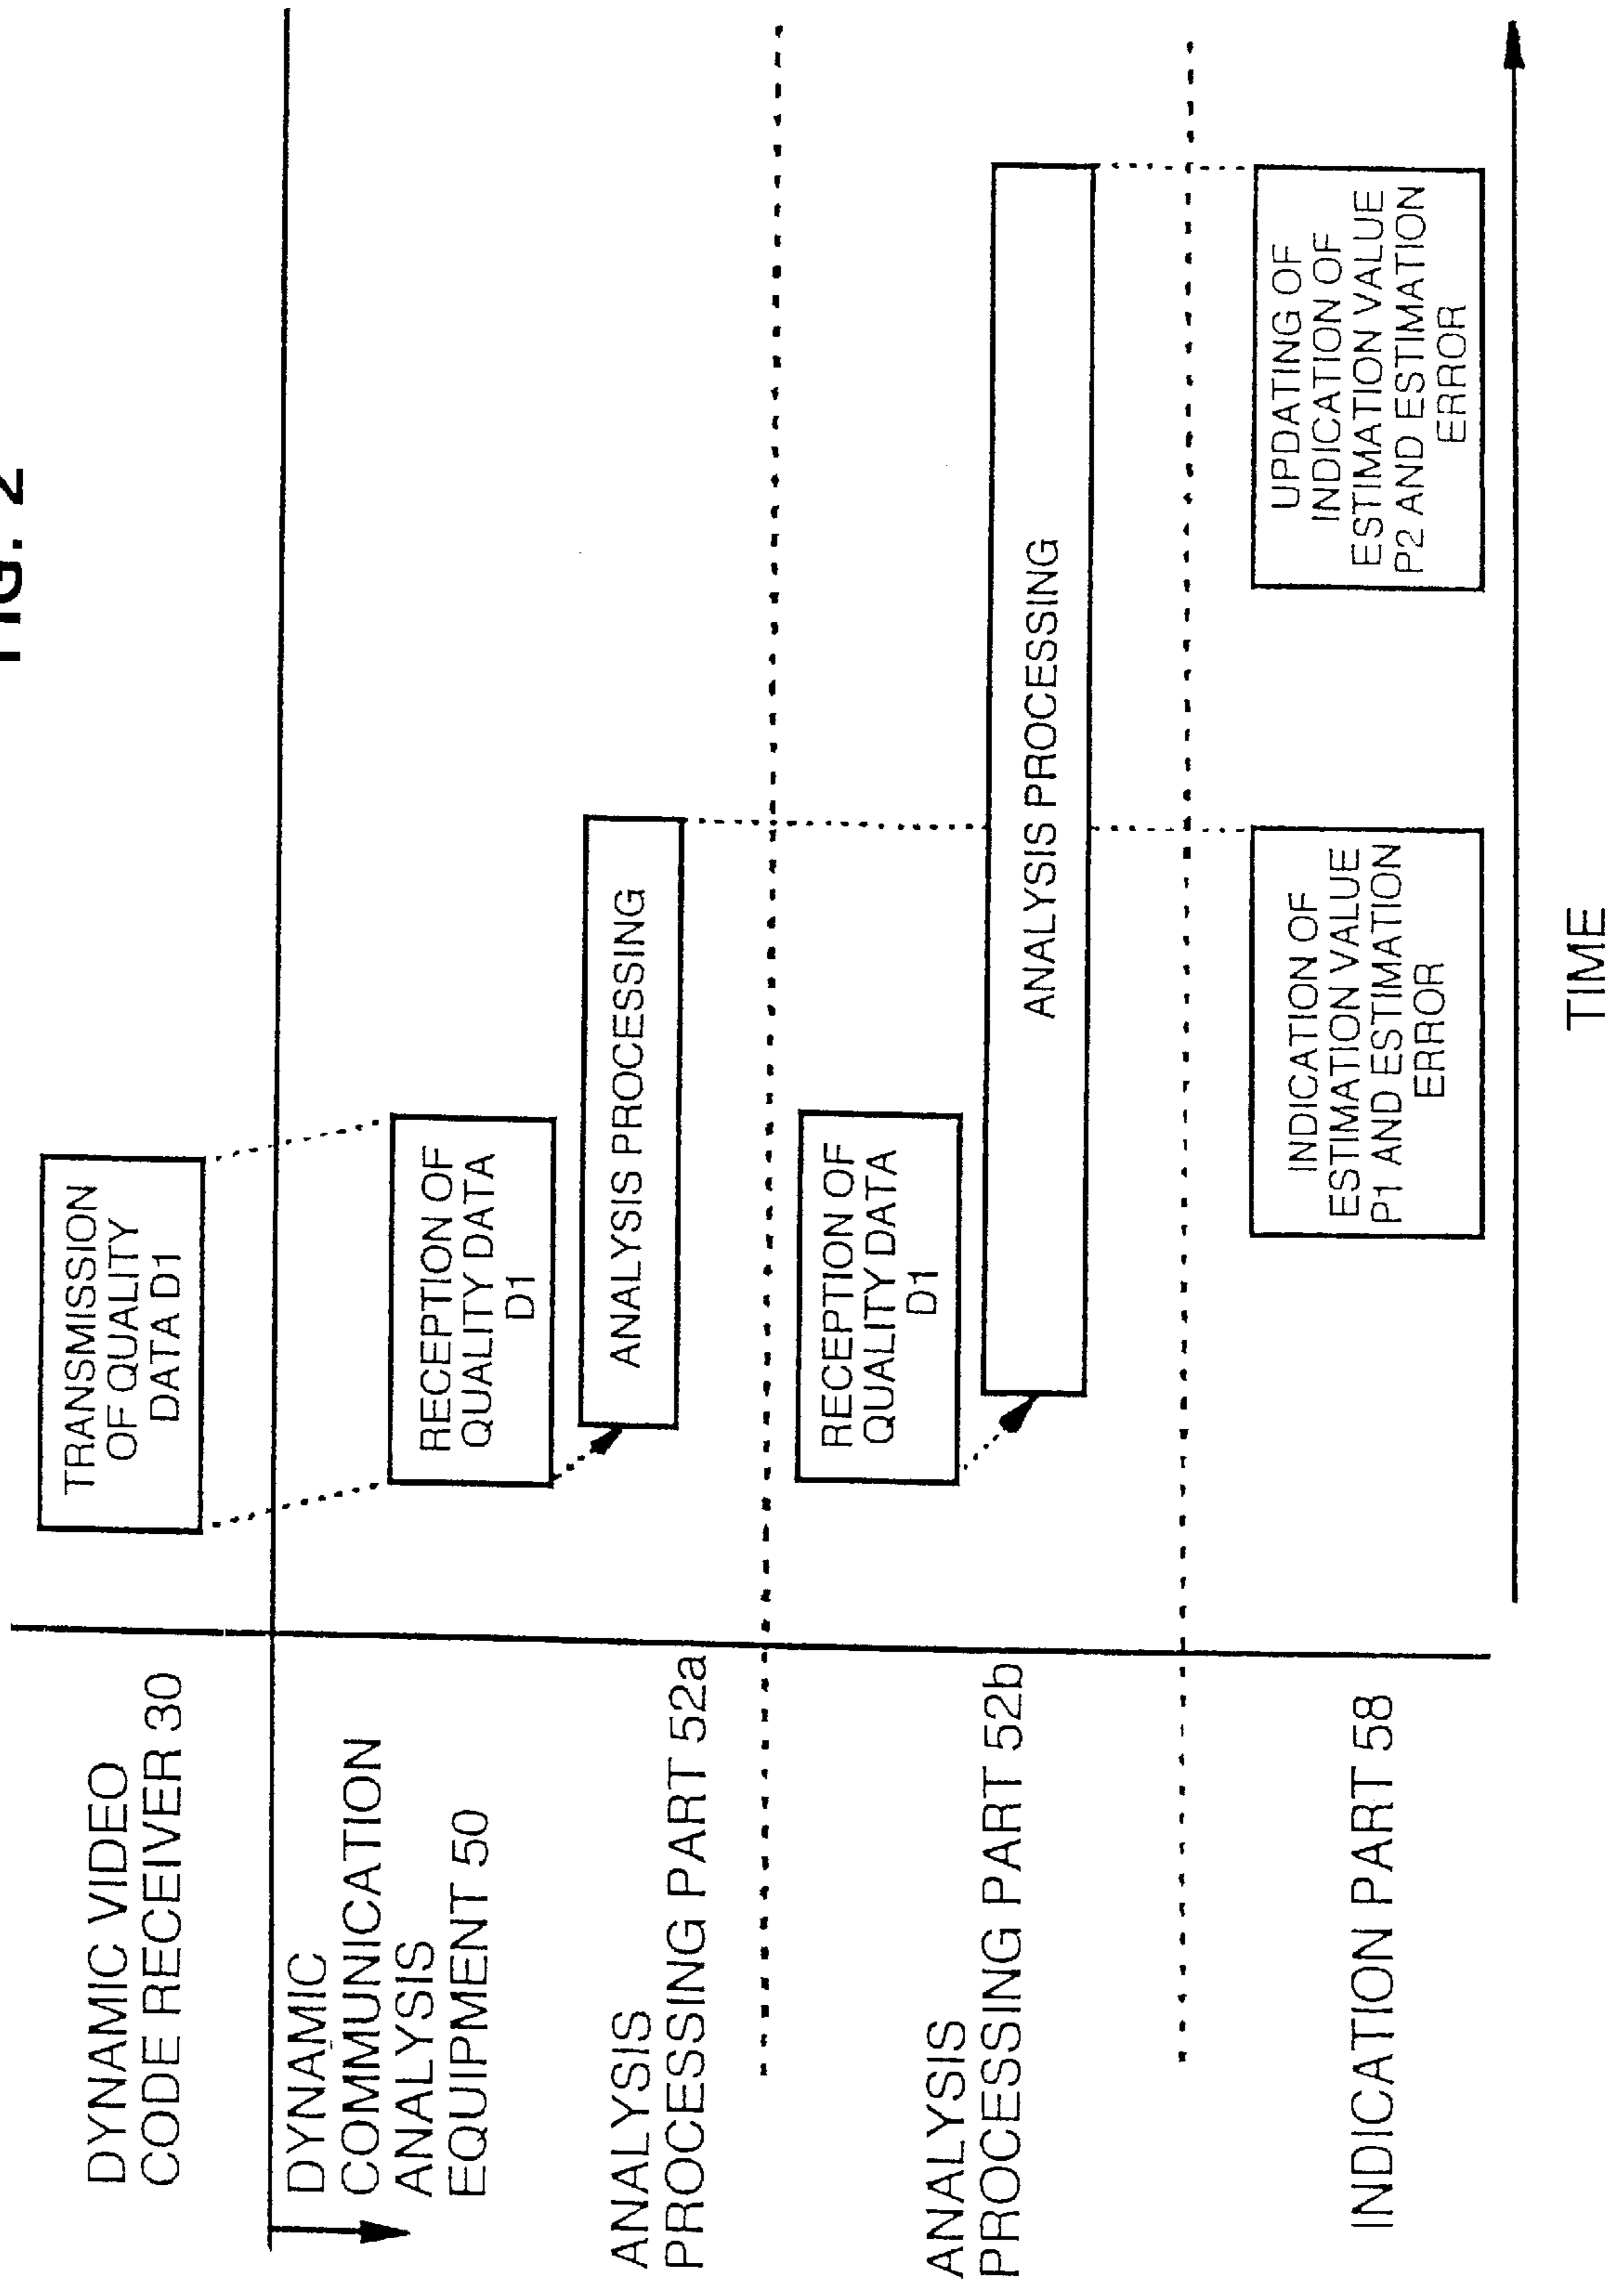 FIG. 2
DYNAMIC VIDEO
CODE RECEIVER 30
TRANSMISSION
OF QUALITY
DATA D1
DYNAMIC
COMMUNICATION
ANALYSIS
EQUIPMENT 50
ANALYSIS
PROCESSING PART 52a
RECEPTION OF
QUALITY DATA
D1
ANALYSIS PROCESSING
ANALYSIS
PROCESSING PART 52b
RECEPTION OF
QUALITY DATA
D1
ANALYSIS PROCESSING
INDICATION PART 58
INDICATION OF
ESTIMATION VALUE
P1 AND ESTIMATION
ERROR
UPDATING OF
INDICATION OF
ESTIMATION VALUE
P2 AND ESTIMATION
ERROR
TIME